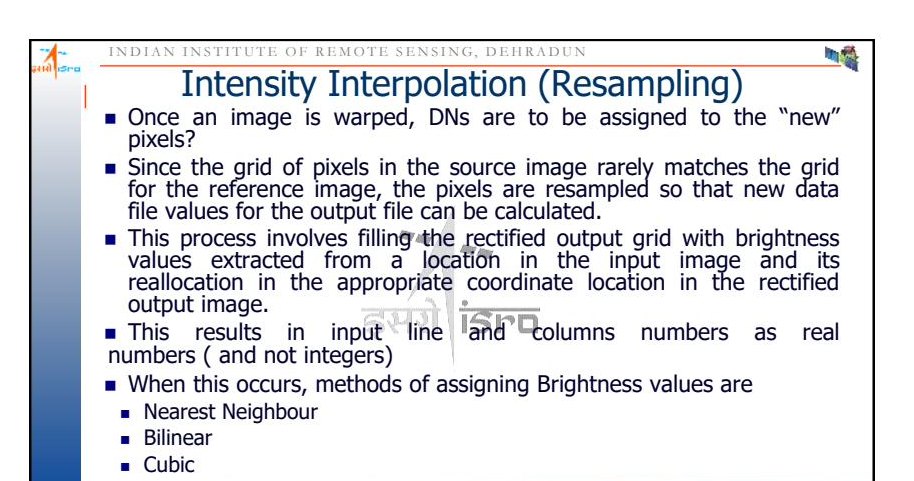 INDIAN INSTITUTE OF REMOTE SENSING, DEHRADUN
इसरो isro
Intensity Interpolation (Resampling)
■ Once an image is warped, DNs are to be assigned to the “new”
pixels?
■ Since the grid of pixels in the source image rarely matches the grid
for the reference image, the pixels are resampled so that new data
file values for the output file can be calculated.
■ This process involves filling the rectified output grid with brightness
values extracted from a location in the input image and its
reallocation in the appropriate coordinate location in the rectified
output image.
इसरो isro
■ This results in input line and columns numbers as real
numbers ( and not integers)
■ When this occurs, methods of assigning Brightness values are
■ Nearest Neighbour
■ Bilinear
■ Cubic